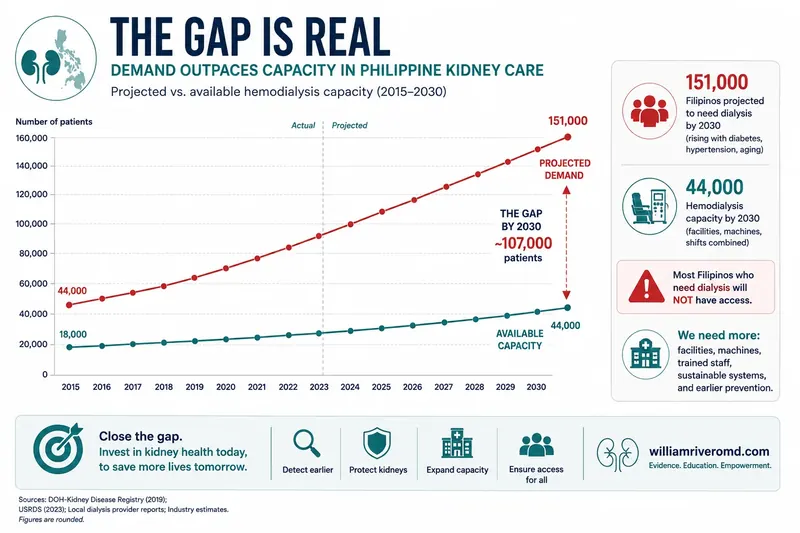 THE GAP IS REAL
DEMAND OUTPACES CAPACITY IN PHILIPPINE KIDNEY CARE
Projected vs. available hemodialysis capacity (2015–2030)
Number of patients
Actual
Projected
160,000
140,000
120,000
100,000
80,000
60,000
40,000
20,000
0
151,000
PROJECTED
DEMAND
THE GAP
BY 2030
~107,000
patients
44,000
18,000
AVAILABLE
CAPACITY
44,000
2015 2016 2017 2018 2019 2020 2021 2022 2023 2024 2025 2026 2027 2028 2029 2030
151,000
Filipinos projected
to need dialysis
by 2030
(rising with diabetes,
hypertension, aging)
44,000
Hemodialysis
capacity by 2030
(facilities, machines,
shifts combined)
Most Filipinos who
need dialysis will
NOT have access.
We need more:
facilities, machines,
trained staff,
sustainable systems,
and earlier prevention.
Close the gap.
Invest in kidney health today,
to save more lives tomorrow.
Detect earlier
Protect kidneys
Expand capacity
Ensure access
for all
williamriveromd.com
Evidence. Education. Empowerment.
Sources: DOH-Kidney Disease Registry (2019);
USRDS (2023); Local dialysis provider reports; Industry estimates.
Figures are rounded.